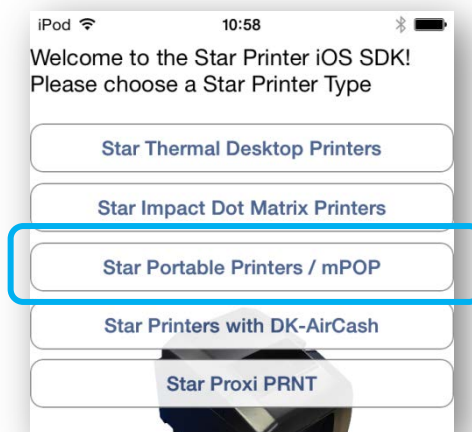 iPod 10:58
Welcome to the Star Printer iOS SDK!
Please choose a Star Printer Type
Star Thermal Desktop Printers
Star Impact Dot Matrix Printers
Star Portable Printers / mPOP
Star Printers with DK-AirCash
Star Proxi PRNT